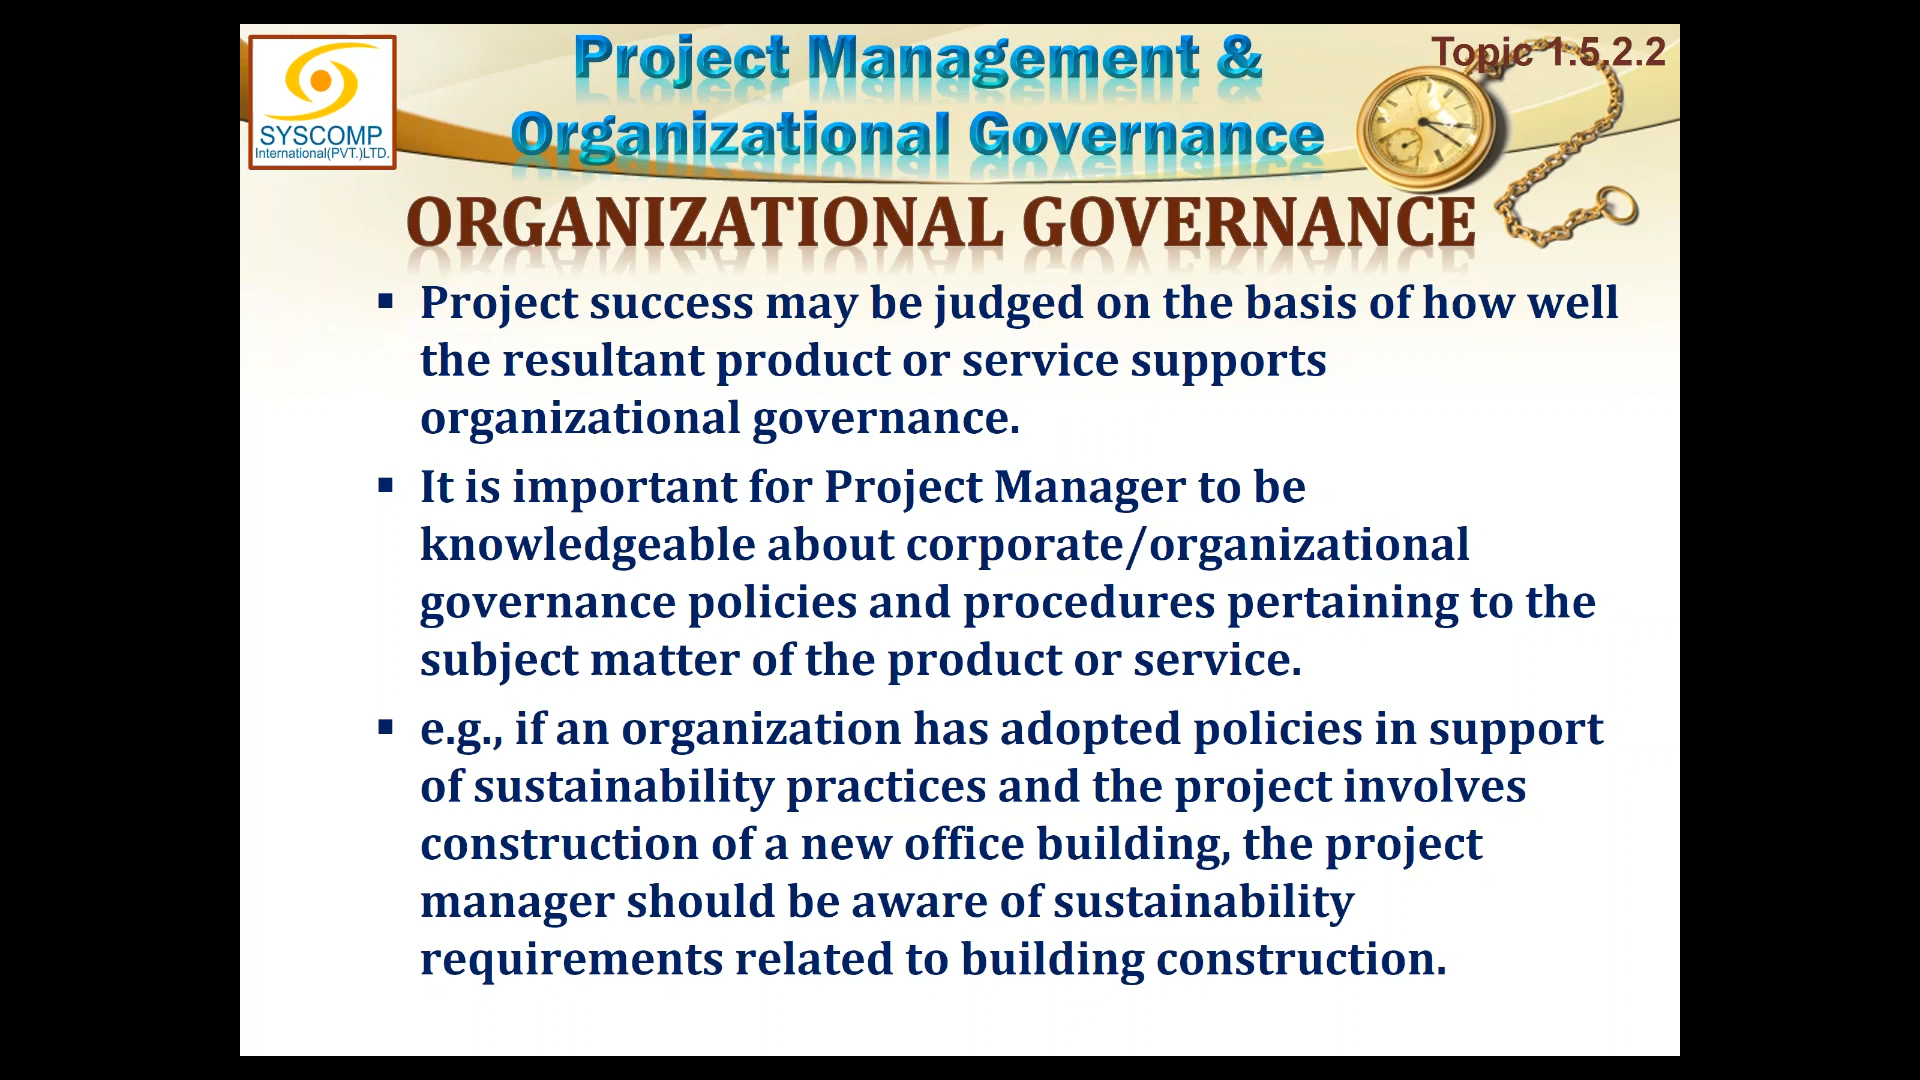 Topic 1.5.2.2
Project Management &
Organizational Governance
SYSCOMP
International(PVT.)LTD.
ORGANIZATIONAL GOVERNANCE
▪ Project success may be judged on the basis of how well
the resultant product or service supports
organizational governance.
▪ It is important for Project Manager to be
knowledgeable about corporate/organizational
governance policies and procedures pertaining to the
subject matter of the product or service.
▪ e.g., if an organization has adopted policies in support
of sustainability practices and the project involves
construction of a new office building, the project
manager should be aware of sustainability
requirements related to building construction.